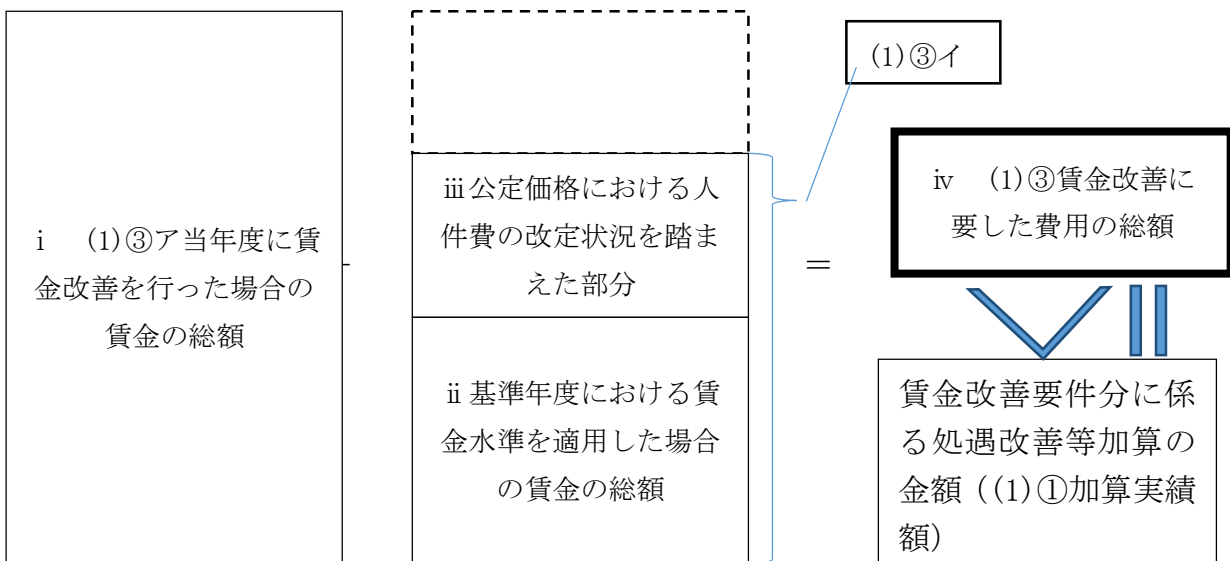 ⅰ　(1)③ア当年度に賃
金改善を行った場合の
賃金の総額
-
ⅲ公定価格における人
件費の改定状況を踏ま
えた部分
ⅱ基準年度における賃
金水準を適用した場合
の賃金の総額
(1)③イ
＝
ⅳ　(1)③賃金改善に
要した費用の総額
賃金改善要件分に係
る処遇改善等加算の
金額（(1)①加算実績
額）